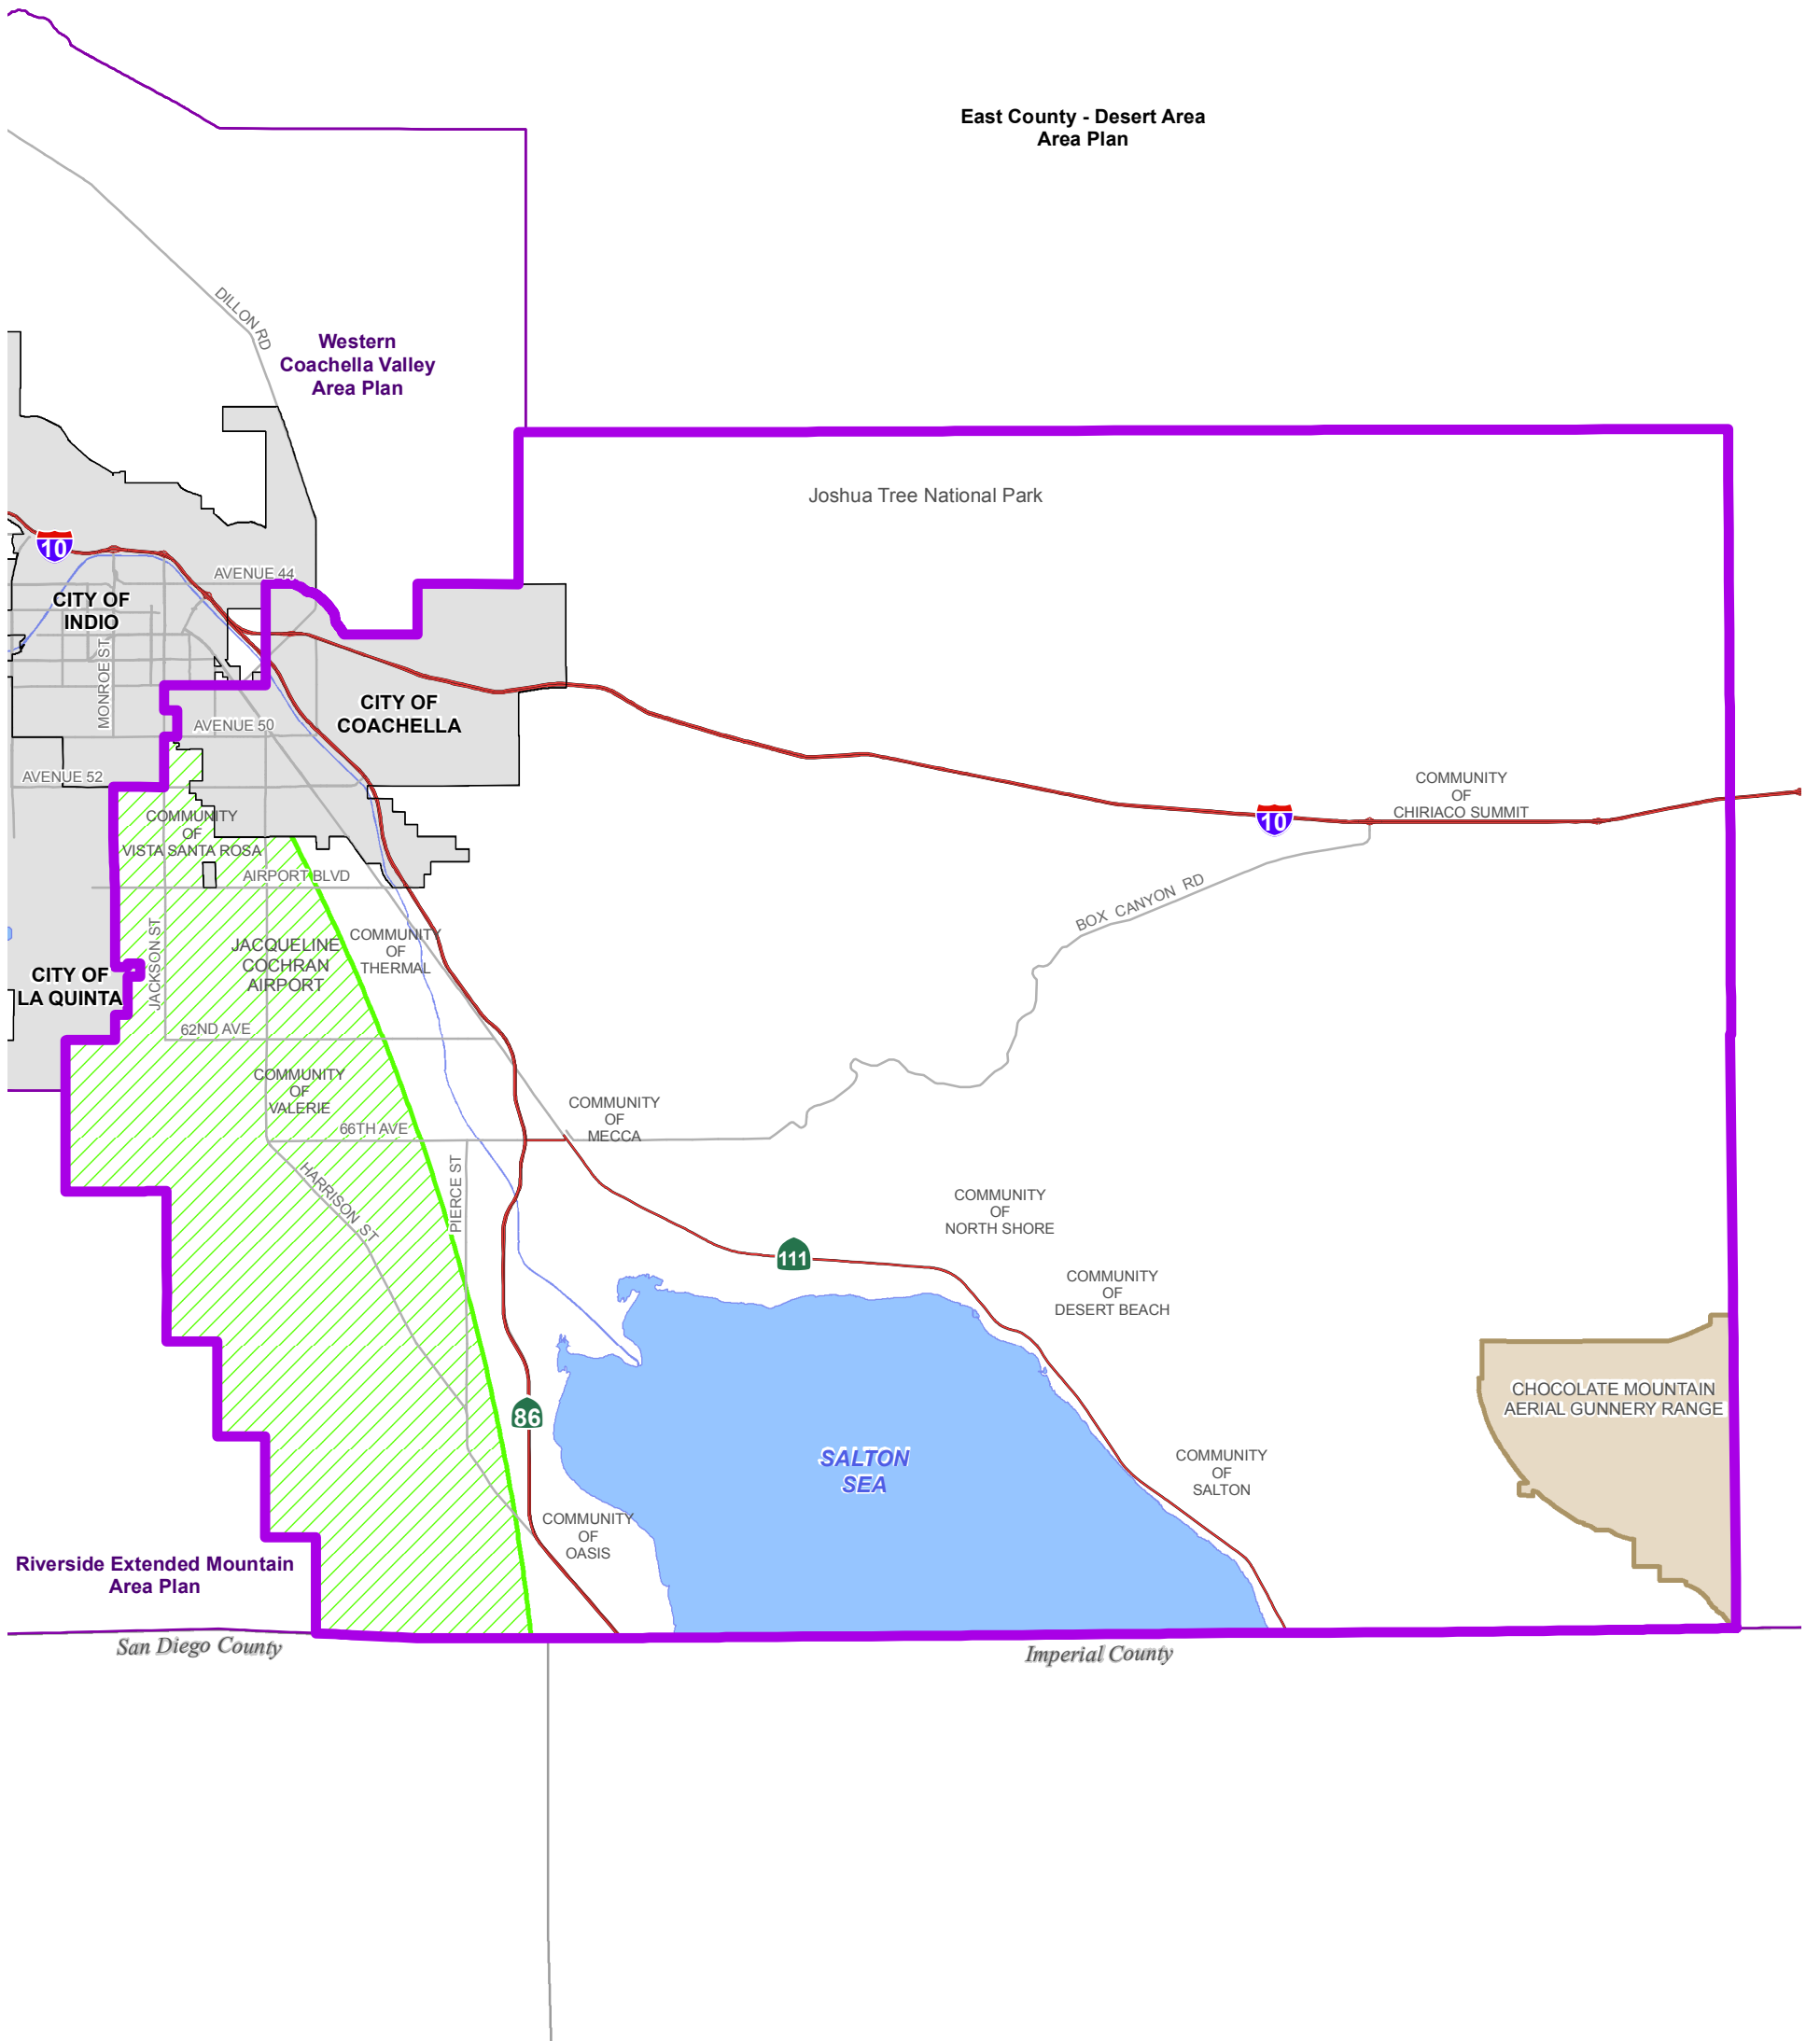 East County - Desert Area
Area Plan
DILLON RD
Western
Coachella Valley
Area Plan
Joshua Tree National Park
10
AVENUE 44
CITY OF
INDIO
MONROE ST
CITY OF
COACHELLA
AVENUE 50
AVENUE 52
COMMUNITY
OF
CHIRIACO SUMMIT
10
COMMUNITY
OF
VISTA SANTA ROSA
AIRPORT BLVD
BOX CANYON RD
JACKSON ST
JACQUELINE
COCHRAN
AIRPORT
COMMUNITY
OF
THERMAL
CITY OF
LA QUINTA
62ND AVE
COMMUNITY
OF
VALERIE
COMMUNITY
OF
MECCA
66TH AVE
HARRISON ST
PIERCE ST
COMMUNITY
OF
NORTH SHORE
111
COMMUNITY
OF
DESERT BEACH
CHOCOLATE MOUNTAIN
AERIAL GUNNERY RANGE
86
SALTON
SEA
COMMUNITY
OF
SALTON
COMMUNITY
OF
OASIS
Riverside Extended Mountain
Area Plan
San Diego County
Imperial County